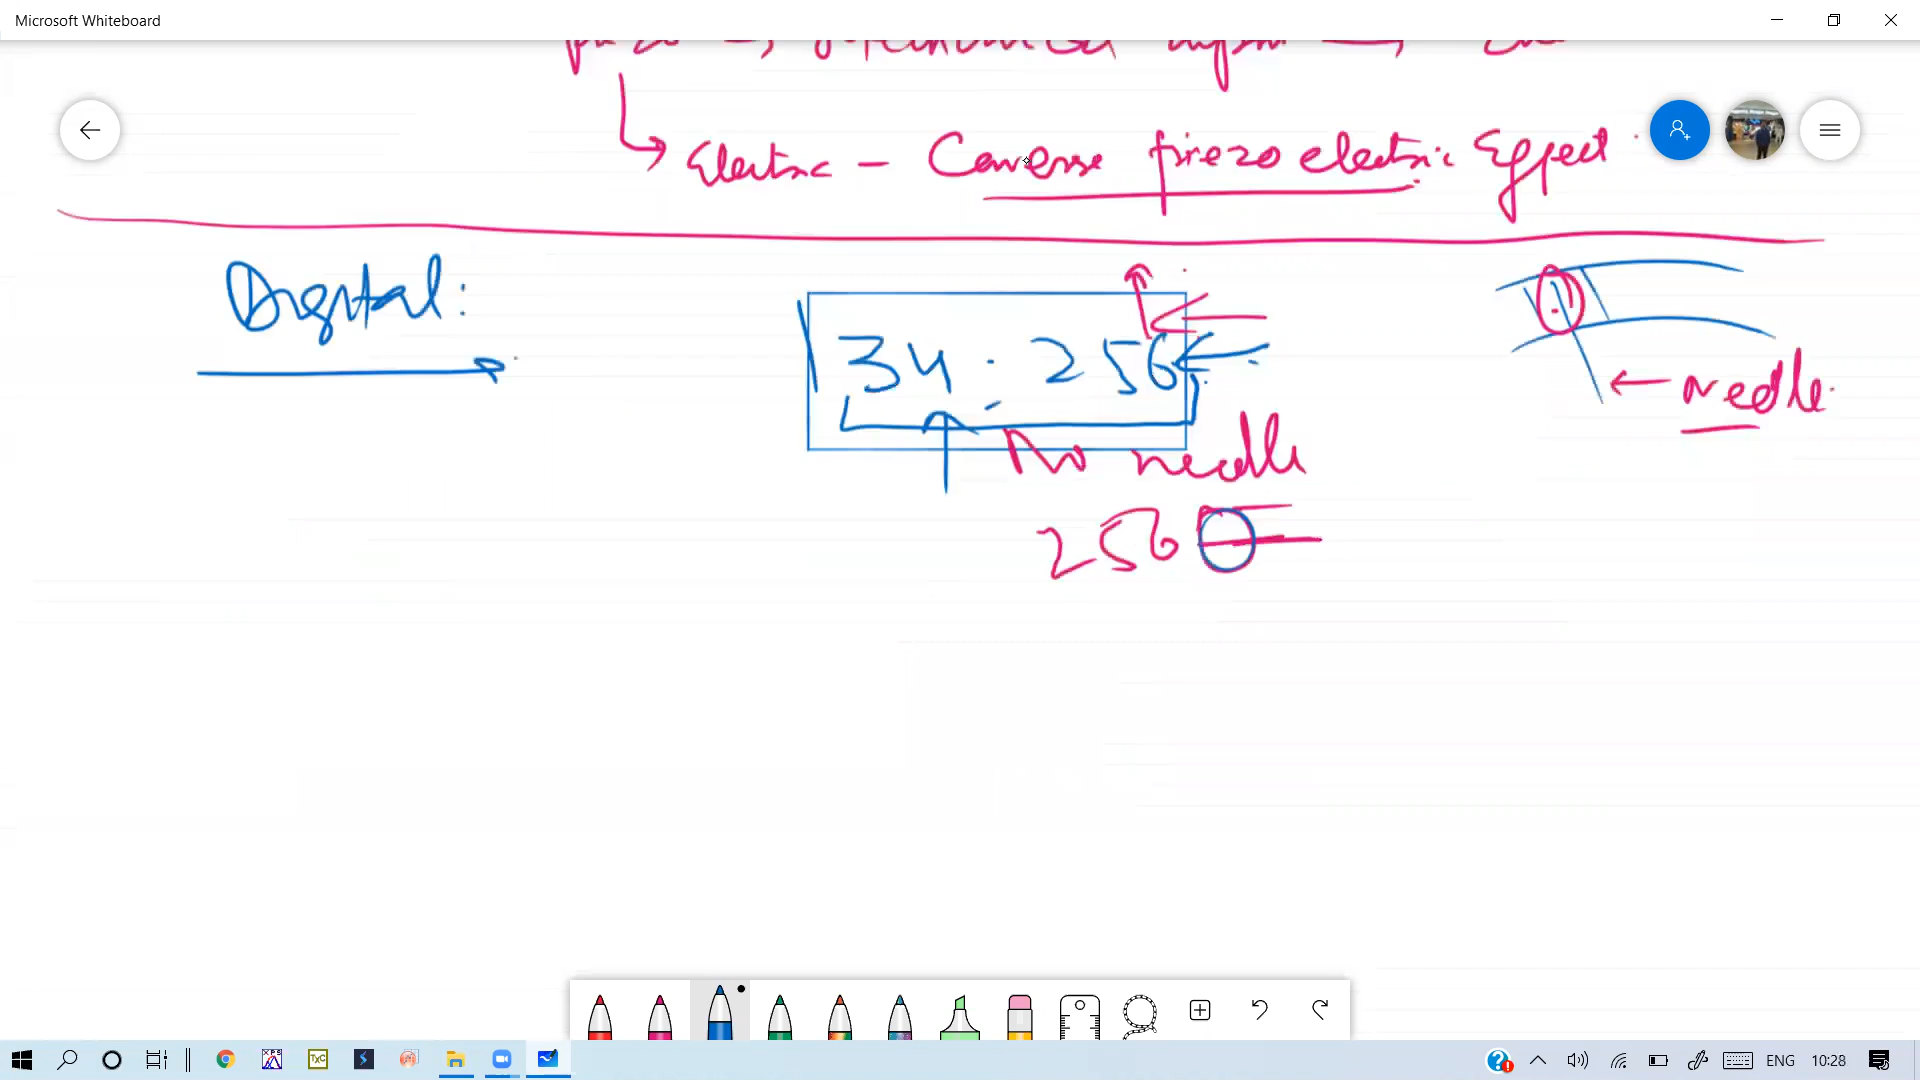 Microsoft Whiteboard
Electric - Converse piezo electric Effect
Digital:
34.256
needle
No needle
256
ENG
10:28